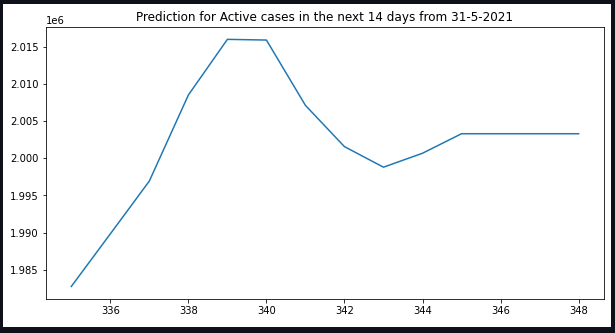 Prediction for Active cases in the next 14 days from 31-5-2021
1e6
2.015
2.010
2.005
2.000
1.995
1.990
1.985
336 338 340 342 344 346 348